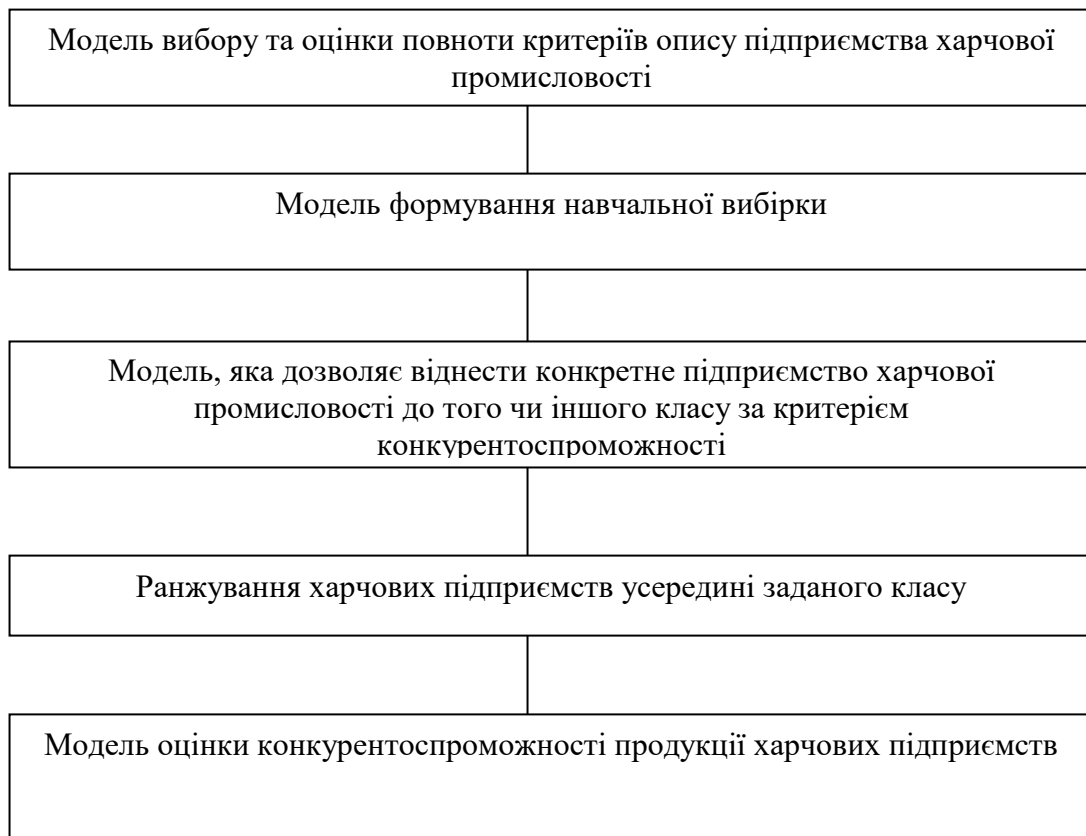 Модель вибору та оцінки повноти критеріїв опису підприємства харчової
промисловості
Модель формування навчальної вибірки
Модель, яка дозволяє віднести конкретне підприємство харчової
промисловості до того чи іншого класу за критерієм
конкурентоспроможності
Ранжування харчових підприємств усередині заданого класу
Модель оцінки конкурентоспроможності продукції харчових підприємств